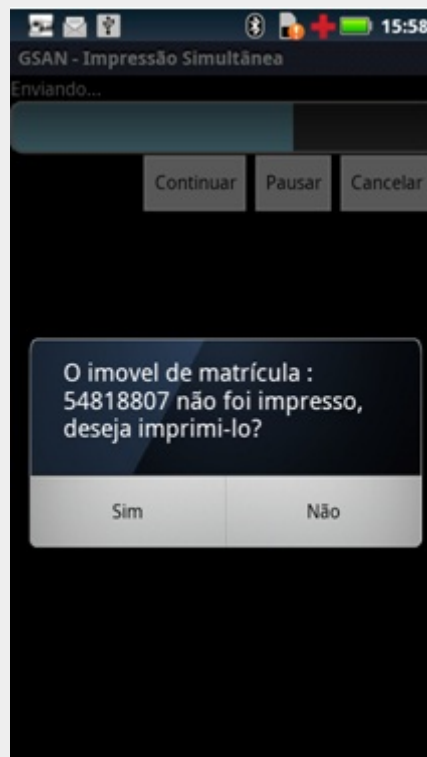 15:58
GSAN - Impressão Simultânea
Enviando...
Continuar Pausar Cancelar
O imovel de matrícula :
54818807 não foi impresso,
deseja imprimi-lo?
Sim Não